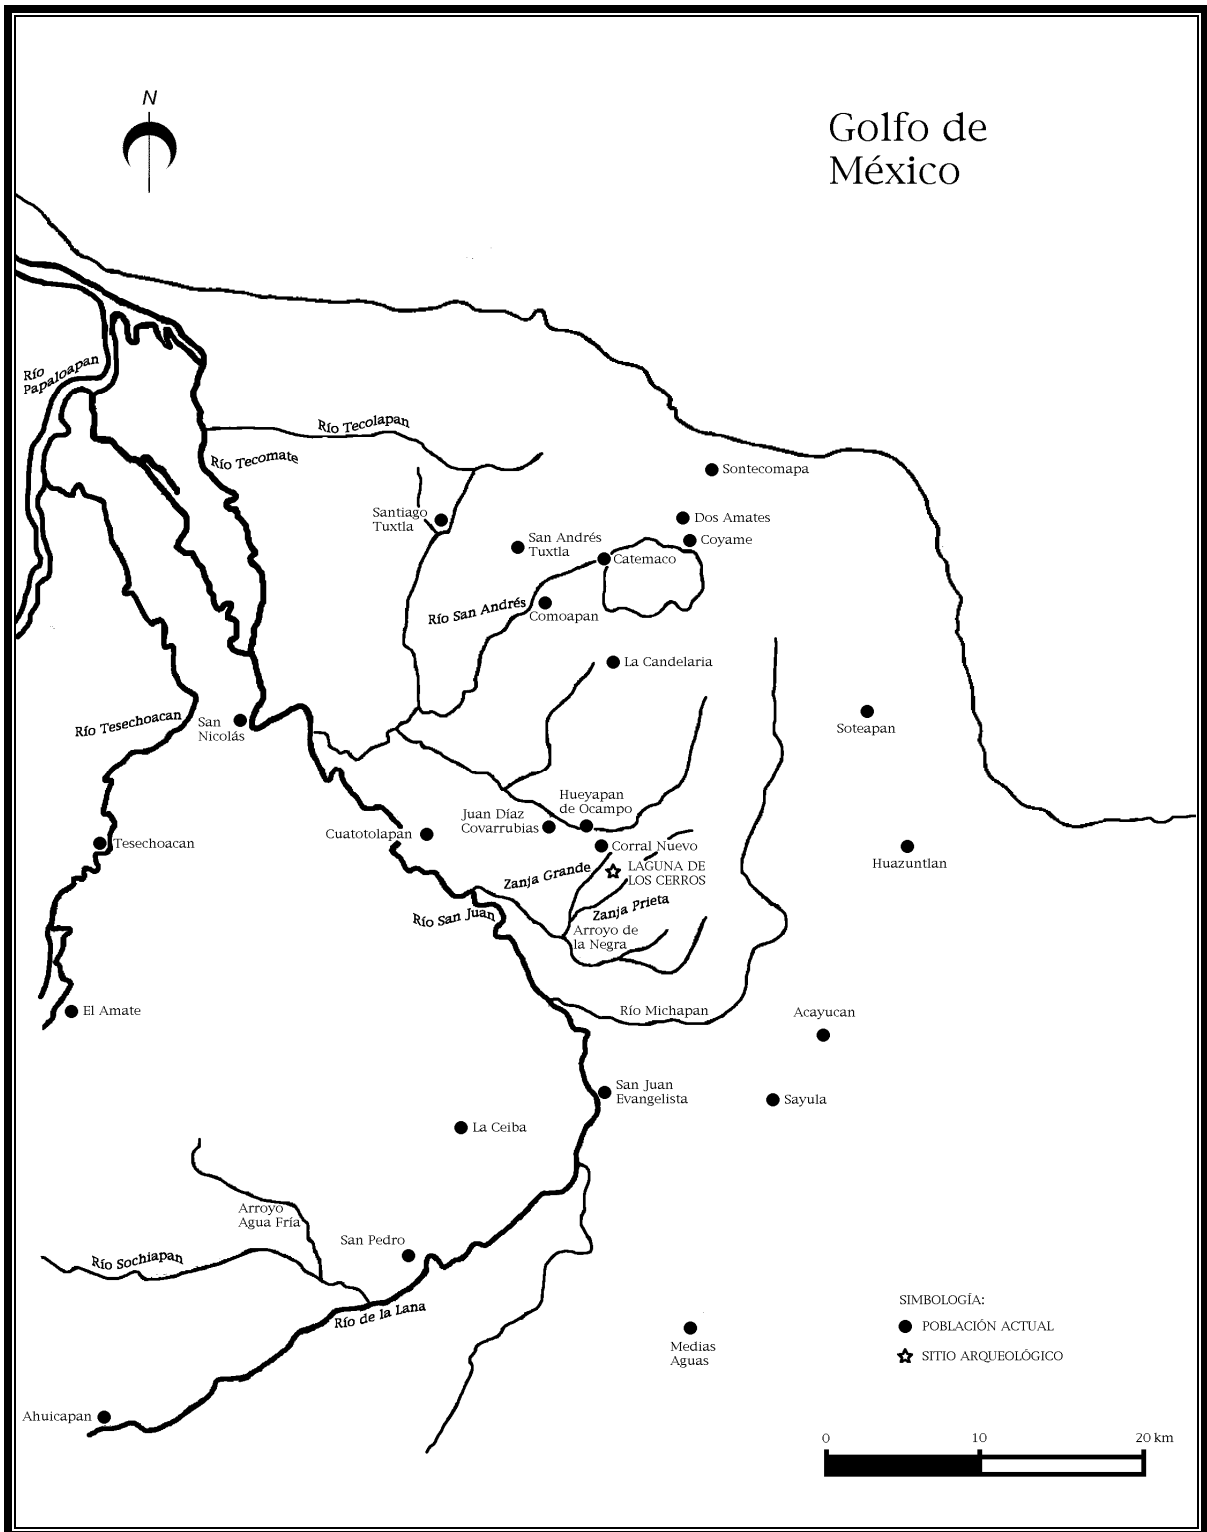 N
Golfo de
México
Río
Papaloapan
Río Tecolapan
Río Tecomate
Sontecomapa
Santiago
Tuxtla
Dos Amates
San Andrés
Tuxtla
Coyame
Catemaco
Río San Andrés
Comoapan
La Candelaria
Río Tesechoacan
San
Nicolás
Soteapan
Hueyapan
de Ocampo
Juan Díaz
Covarrubias
Cuatotolapan
Tesechoacan
Corral Nuevo
Huazuntlan
Zanja Grande
LAGUNA DE
LOS CERROS
Zanja Prieta
Río San Juan
Arroyo de
la Negra
El Amate
Río Michapan
Acayucan
San Juan
Evangelista
Sayula
La Ceiba
Arroyo
Agua Fría
San Pedro
Río Sochiapan
Río de la Lana
SIMBOLOGÍA:
POBLACIÓN ACTUAL
SITIO ARQUEOLÓGICO
Medias
Aguas
Ahuicapan
0 10 20 km